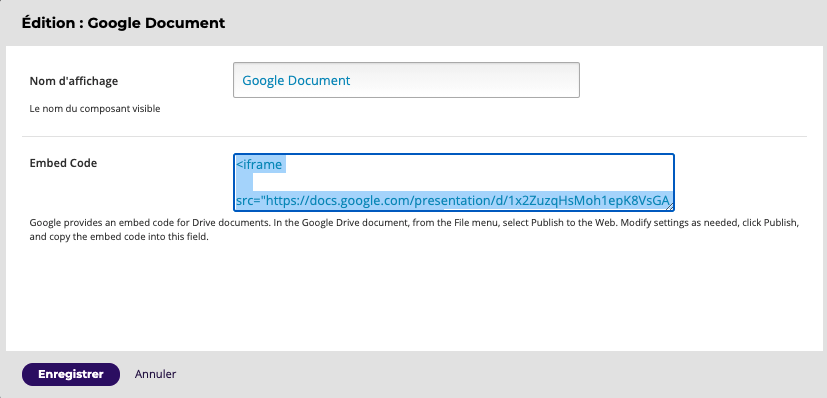 Édition : Google Document
Nom d'affichage
Google Document
Le nom du composant visible
Embed Code
<iframe
src="https://docs.google.com/presentation/d/1x2ZuzqHsMoh1epK8VsGA
Google provides an embed code for Drive documents. In the Google Drive document, from the File menu, select Publish to the Web. Modify settings as needed, click Publish,
and copy the embed code into this field.
Enregistrer
Annuler